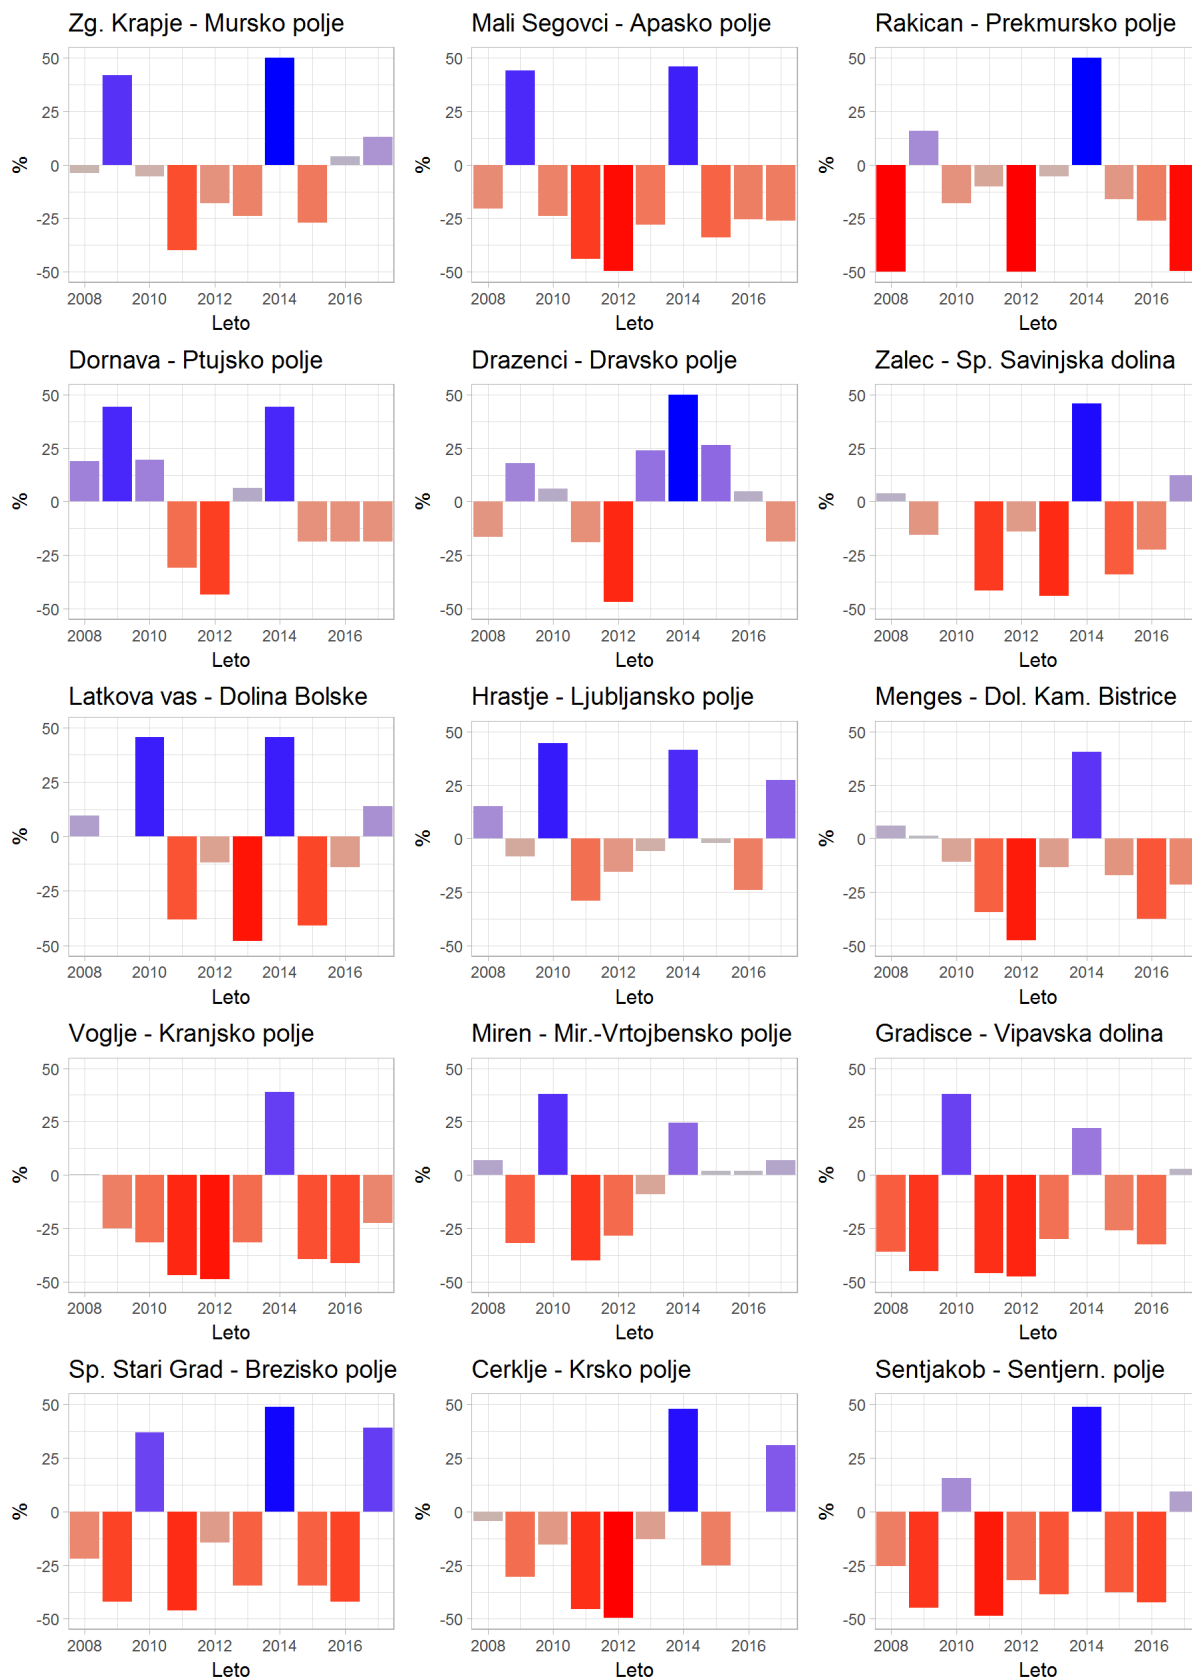 Zg. Krapje - Mursko polje
50
25
0
-25
-50
%
2008 2010 2012 2014 2016
Leto
Mali Segovci - Apasko polje
50
25
0
-25
-50
%
2008 2010 2012 2014 2016
Leto
Rakican - Prekmursko polje
50
25
0
-25
-50
%
2008 2010 2012 2014 2016
Leto
Dornava - Ptujsko polje
50
25
0
-25
-50
%
2008 2010 2012 2014 2016
Leto
Drazenci - Dravsko polje
50
25
0
-25
-50
%
2008 2010 2012 2014 2016
Leto
Zalec - Sp. Savinjska dolina
50
25
0
-25
-50
%
2008 2010 2012 2014 2016
Leto
Latkova vas - Dolina Bolske
50
25
0
-25
-50
%
2008 2010 2012 2014 2016
Leto
Hrastje - Ljubljansko polje
50
25
0
-25
-50
%
2008 2010 2012 2014 2016
Leto
Menges - Dol. Kam. Bistrice
50
25
0
-25
-50
%
2008 2010 2012 2014 2016
Leto
Voglje - Kranjsko polje
50
25
0
-25
-50
%
2008 2010 2012 2014 2016
Leto
Miren - Mir.-Vrtojbensko polje
50
25
0
-25
-50
%
2008 2010 2012 2014 2016
Leto
Gradisce - Vipavska dolina
50
25
0
-25
-50
%
2008 2010 2012 2014 2016
Leto
Sp. Stari Grad - Brezisko polje
50
25
0
-25
-50
%
2008 2010 2012 2014 2016
Leto
Cerklje - Krsko polje
50
25
0
-25
-50
%
2008 2010 2012 2014 2016
Leto
Sentjakob - Sentjern. polje
50
25
0
-25
-50
%
2008 2010 2012 2014 2016
Leto